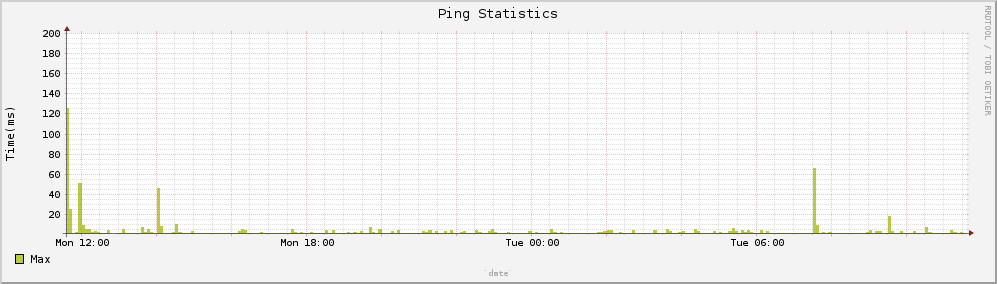 Ping Statistics
RRDTOOL / TOBI OETIKER
Time(ms)
200
180
160
140
120
100
80
60
40
20
Mon 12:00 Mon 18:00 Tue 00:00 Tue 06:00
Max
`date`